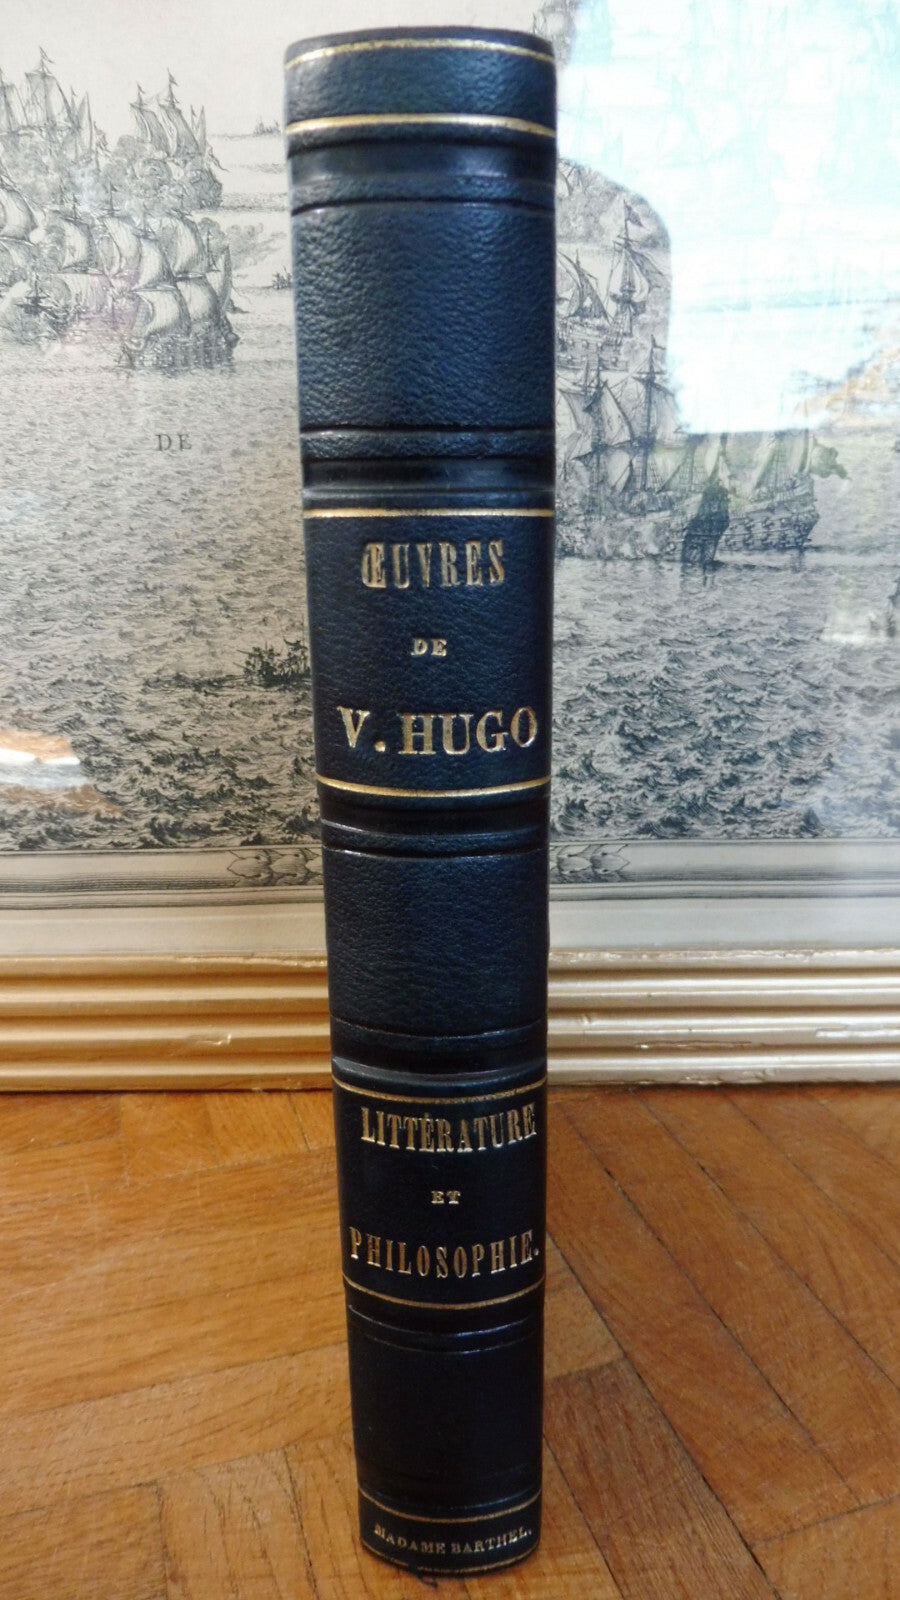 DE
ŒUVRES
DE
V. HUGO
LITTÉRATURE
ET
PHILOSOPHIE.
MADAME BARTHEL.